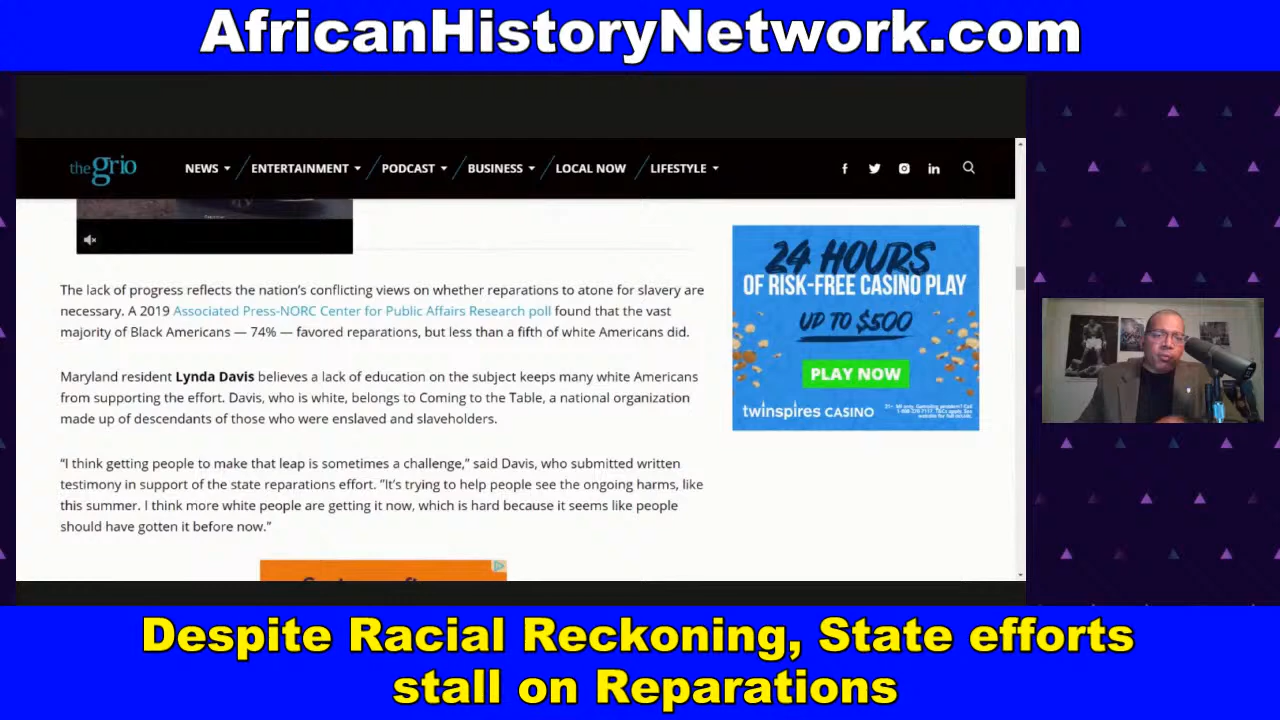 AfricanHistoryNetwork.com
thegrio
NEWS
ENTERTAINMENT
PODCAST
BUSINESS
LOCAL NOW
LIFESTYLE
The lack of progress reflects the nation's conflicting views on whether reparations to atone for slavery are
necessary. A 2019 Associated Press-NORC Center for Public Affairs Research poll found that the vast
majority of Black Americans — 74% — favored reparations, but less than a fifth of white Americans did.
Maryland resident Lynda Davis believes a lack of education on the subject keeps many white Americans
from supporting the effort. Davis, who is white, belongs to Coming to the Table, a national organization
made up of descendants of those who were enslaved and slaveholders.
“I think getting people to make that leap is sometimes a challenge,” said Davis, who submitted written
testimony in support of the state reparations effort. “It's trying to help people see the ongoing harms, like
this summer. I think more white people are getting it now, which is hard because it seems like people
should have gotten it before now.”
24 HOURS
OF RISK-FREE CASINO PLAY
UP TO $500
PLAY NOW
twinspires CASINO
Despite Racial Reckoning, State efforts
stall on Reparations